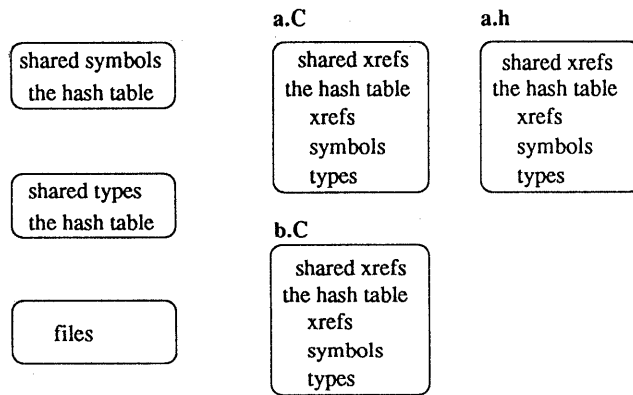 shared symbols
the hash table
shared types
the hash table
files
a.C
shared xrefs
the hash table
xrefs
symbols
types
a.h
shared xrefs
the hash table
xrefs
symbols
types
b.C
shared xrefs
the hash table
xrefs
symbols
types